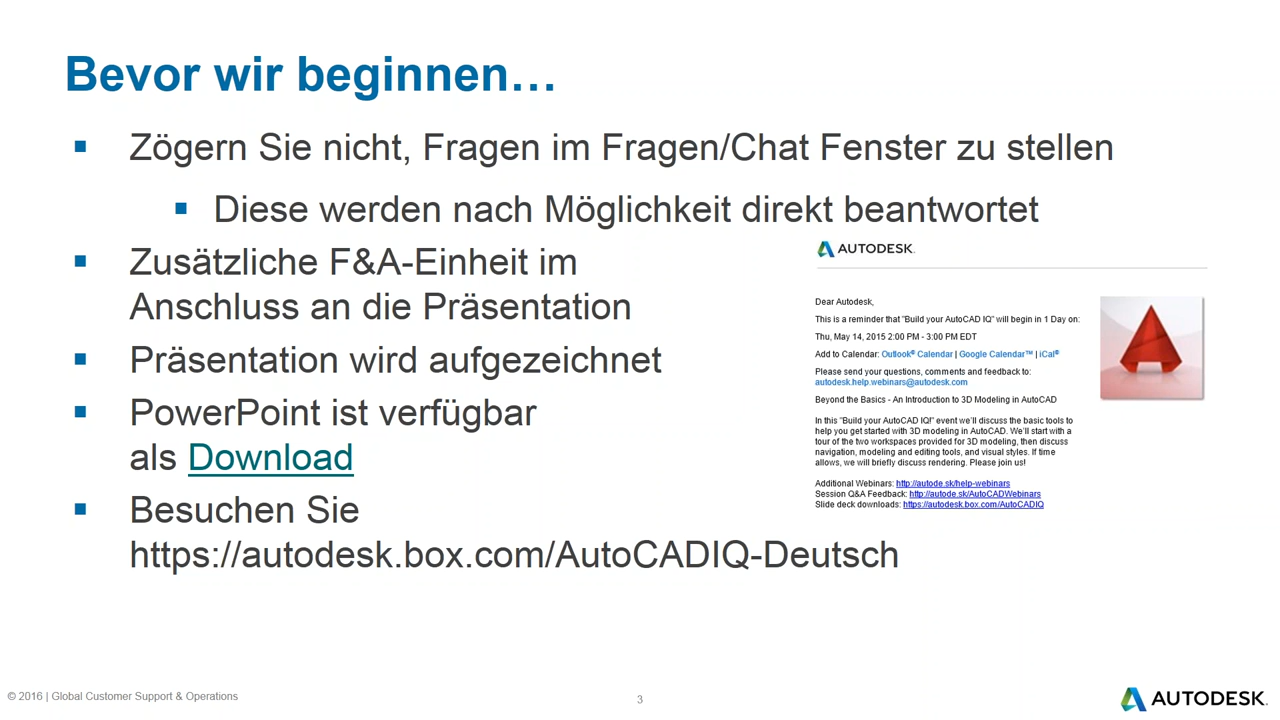 Bevor wir beginnen…
▪ Zögern Sie nicht, Fragen im Fragen/Chat Fenster zu stellen
▪ Diese werden nach Möglichkeit direkt beantwortet
▪ Zusätzliche F&A-Einheit im
Anschluss an die Präsentation
▪ Präsentation wird aufgezeichnet
▪ PowerPoint ist verfügbar
als Download
▪ Besuchen Sie
https://autodesk.box.com/AutoCADIQ-Deutsch
AUTODESK.
Dear Autodesk,
This is a reminder that "Build your AutoCAD IQ" will begin in 1 Day on:
Thu, May 14, 2015 2:00 PM - 3:00 PM EDT
Add to Calendar: Outlook® Calendar | Google Calendar™ | iCal®
Please send your questions, comments and feedback to:
autodesk.help.webinars@autodesk.com
Beyond the Basics - An Introduction to 3D Modeling in AutoCAD
In this "Build your AutoCAD IQ!" event we'll discuss the basic tools to
help you get started with 3D modeling in AutoCAD. We'll start with a
tour of the two workspaces provided for 3D modeling, then discuss
navigation, modeling and editing tools, and visual styles. If time
allows, we will briefly discuss rendering. Please join us!
Additional Webinars: http://autode.sk/help-webinars
Session Q&A Feedback: http://autode.sk/AutoCADWebinars
Slide deck downloads: https://autodesk.box.com/AutoCADIQ
© 2016 | Global Customer Support & Operations
3
AUTODESK.